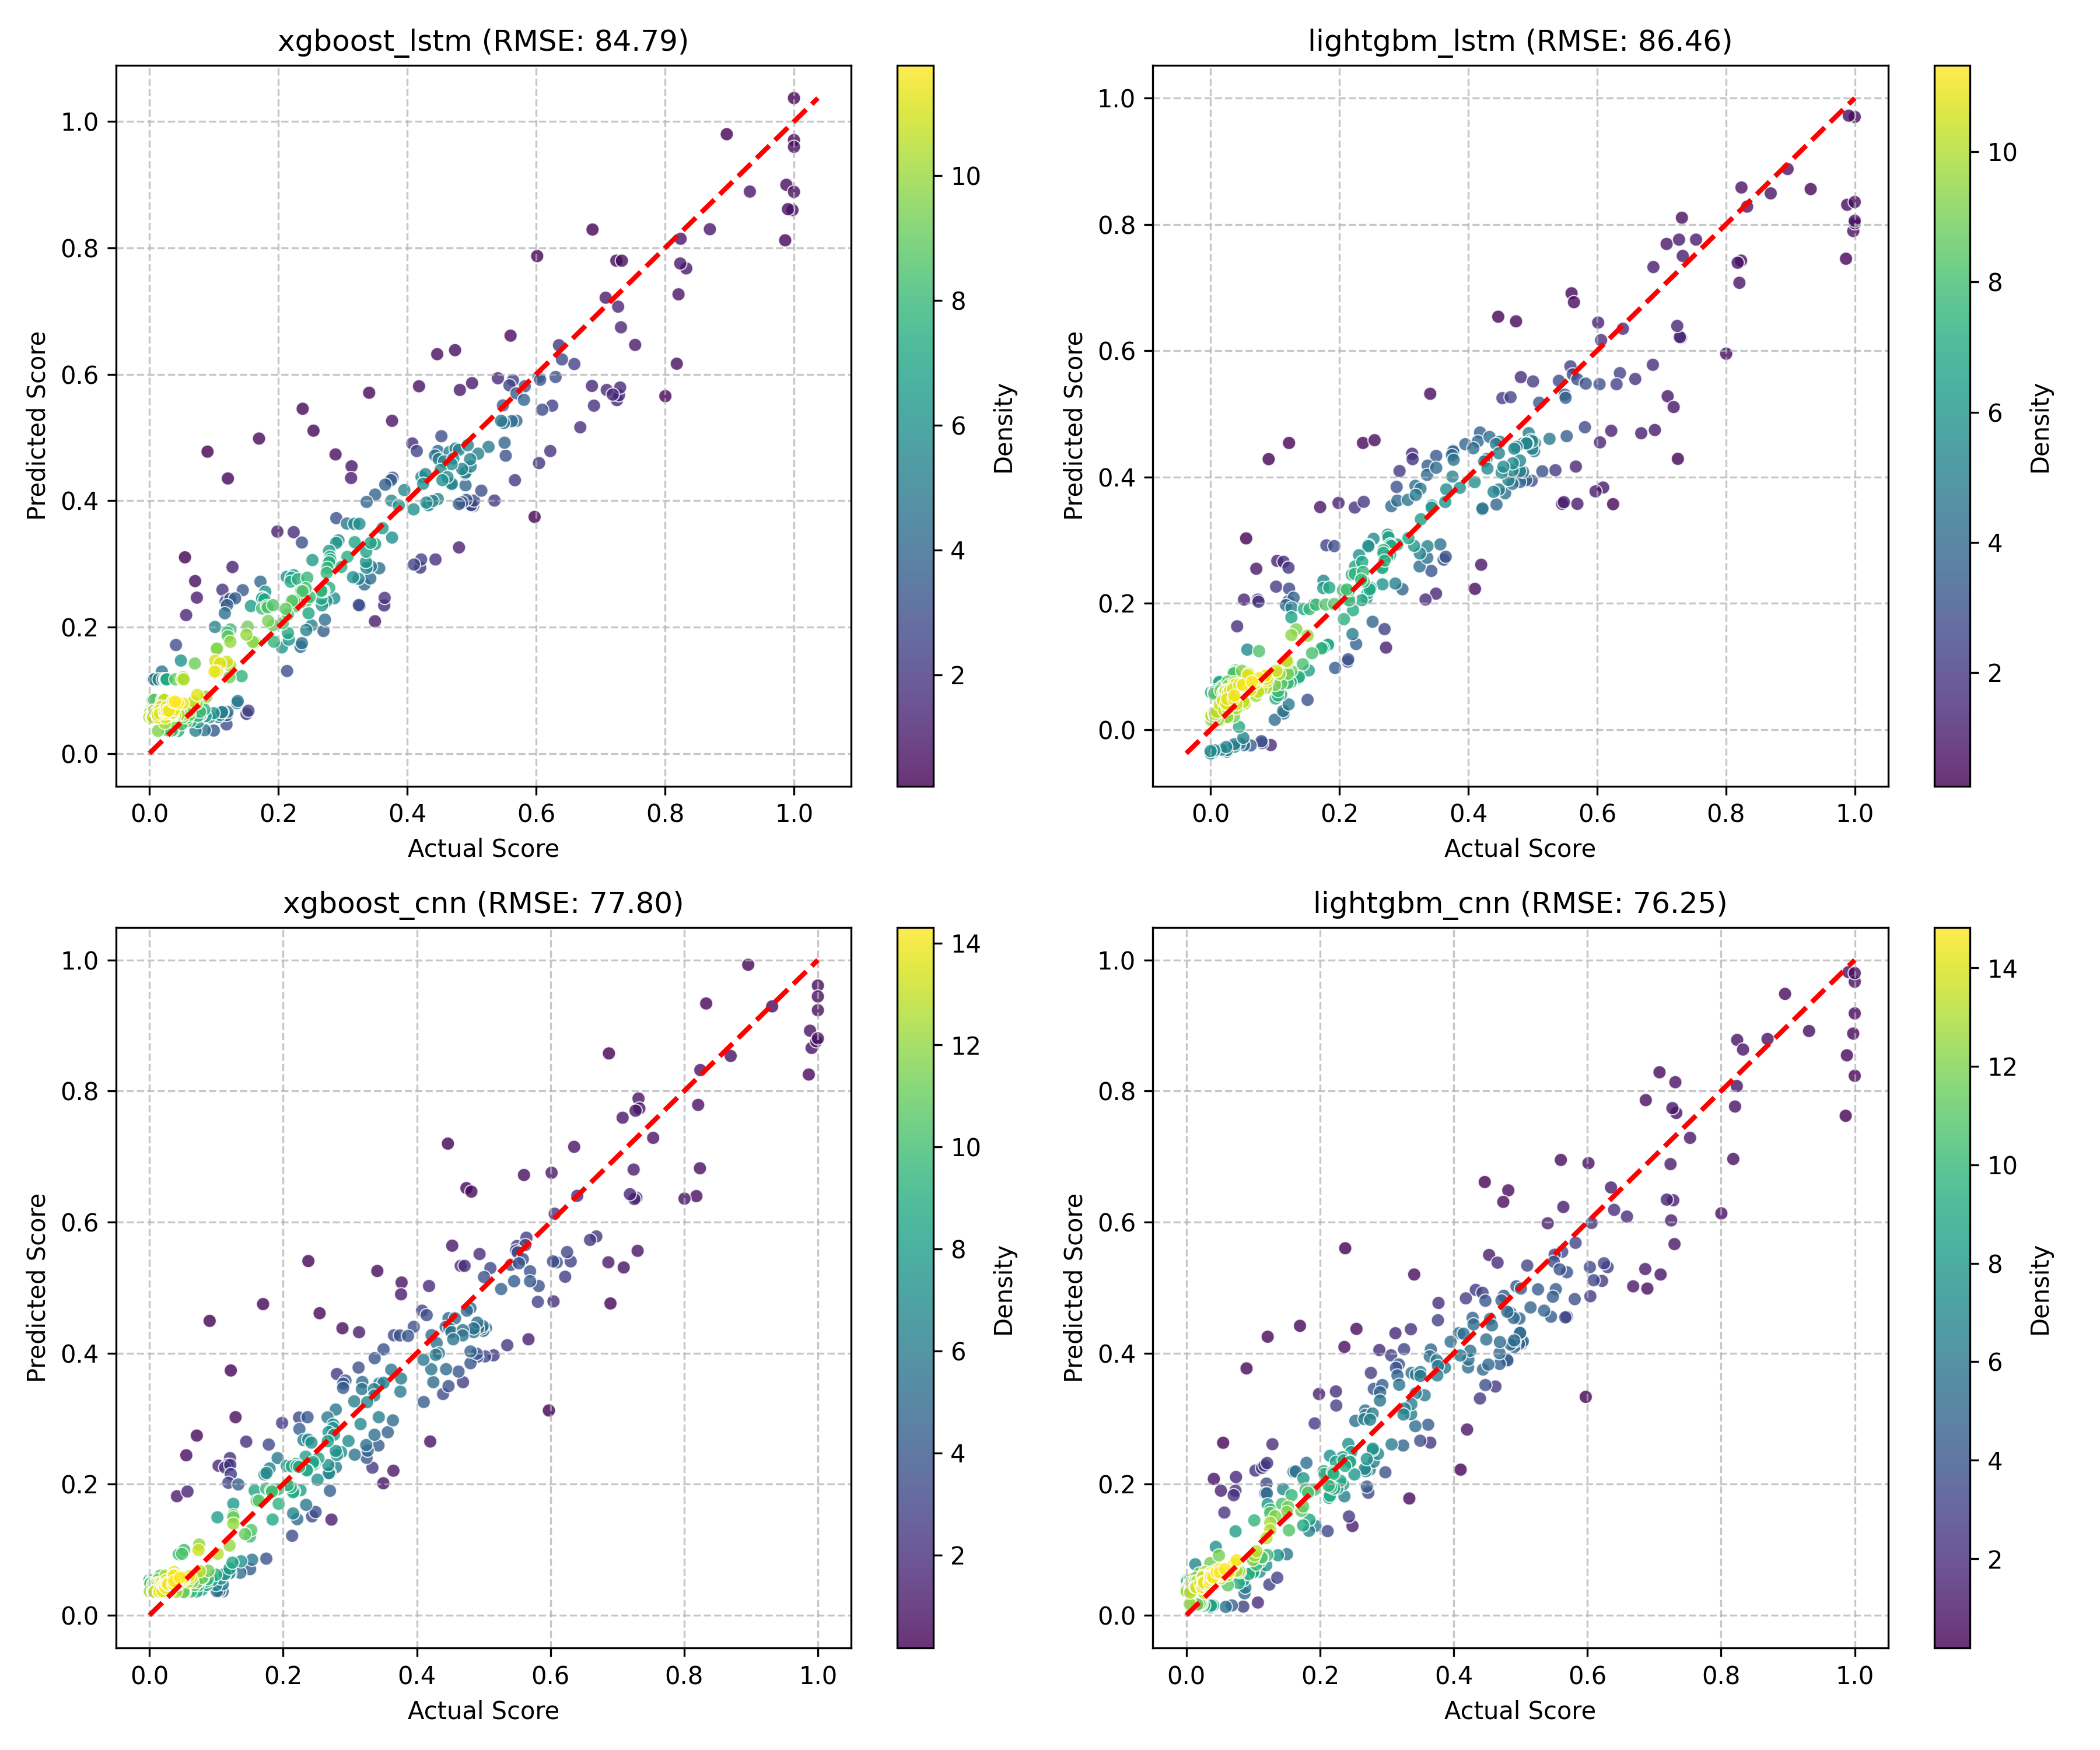 xgboost_lstm (RMSE: 84.79)
Predicted Score
1.0
0.8
0.6
0.4
0.2
0.0
0.0 0.2 0.4 0.6 0.8 1.0
Actual Score
10
8
6
4
2
Density
lightgbm_lstm (RMSE: 86.46)
Predicted Score
1.0
0.8
0.6
0.4
0.2
0.0
0.0 0.2 0.4 0.6 0.8 1.0
Actual Score
10
8
6
4
2
Density
xgboost_cnn (RMSE: 77.80)
Predicted Score
1.0
0.8
0.6
0.4
0.2
0.0
0.0 0.2 0.4 0.6 0.8 1.0
Actual Score
14
12
10
8
6
4
2
Density
lightgbm_cnn (RMSE: 76.25)
Predicted Score
1.0
0.8
0.6
0.4
0.2
0.0
0.0 0.2 0.4 0.6 0.8 1.0
Actual Score
14
12
10
8
6
4
2
Density